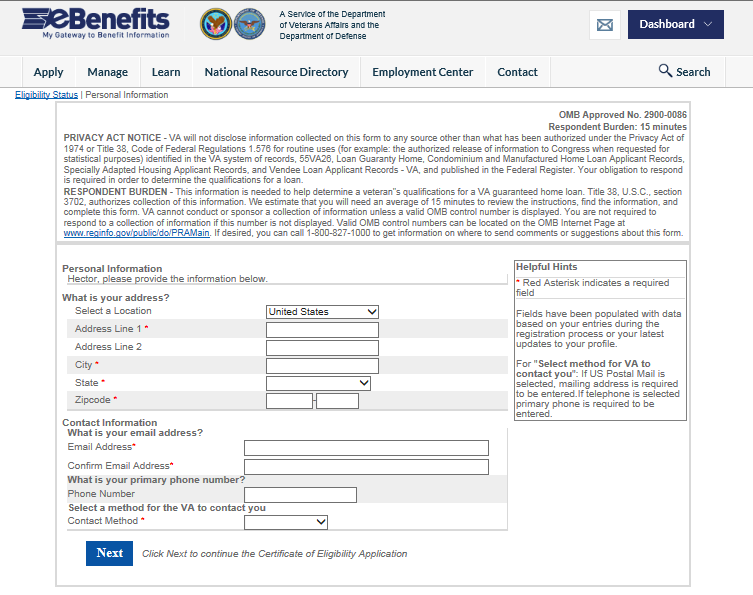 eBenefits
My Gateway to Benefit Information
A Service of the Department
of Veterans Affairs and the
Department of Defense
Dashboard
Apply
Manage
Learn
National Resource Directory
Employment Center
Contact
Search
Eligibility Status | Personal Information
OMB Approved No. 2900-0086
Respondent Burden: 15 minutes
PRIVACY ACT NOTICE - VA will not disclose information collected on this form to any source other than what has been authorized under the Privacy Act of
1974 or Title 38, Code of Federal Regulations 1.576 for routine uses (for example: the authorized release of information to Congress when requested for
statistical purposes) identified in the VA system of records, 55VA26, Loan Guaranty Home, Condominium and Manufactured Home Loan Applicant Records,
Specially Adapted Housing Applicant Records, and Vendee Loan Applicant Records - VA, and published in the Federal Register. Your obligation to respond
is required in order to determine the qualifications for a loan.
RESPONDENT BURDEN - This information is needed to help determine a veteran"s qualifications for a VA guaranteed home loan. Title 38, U.S.C., section
3702, authorizes collection of this information. We estimate that you will need an average of 15 minutes to review the instructions, find the information, and
complete this form. VA cannot conduct or sponsor a collection of information unless a valid OMB control number is displayed. You are not required to
respond to a collection of information if this number is not displayed. Valid OMB control numbers can be located on the OMB Internet Page at
www.reginfo.gov/public/do/PRAMain. If desired, you can call 1-800-827-1000 to get information on where to send comments or suggestions about this form.
Personal Information
Hector, please provide the information below.
What is your address?
Select a Location
United States
Address Line 1 *
Address Line 2
City *
State *
Zipcode *
-
Contact Information
What is your email address?
Email Address*
Confirm Email Address*
What is your primary phone number?
Phone Number
Select a method for the VA to contact you
Contact Method *
Helpful Hints
* Red Asterisk indicates a required
field
Fields have been populated with data
based on your entries during the
registration process or your latest
updates to your profile.
For "Select method for VA to
contact you": If US Postal Mail is
selected, mailing address is required
to be entered.If telephone is selected
primary phone is required to be
entered.
Next
Click Next to continue the Certificate of Eligibility Application